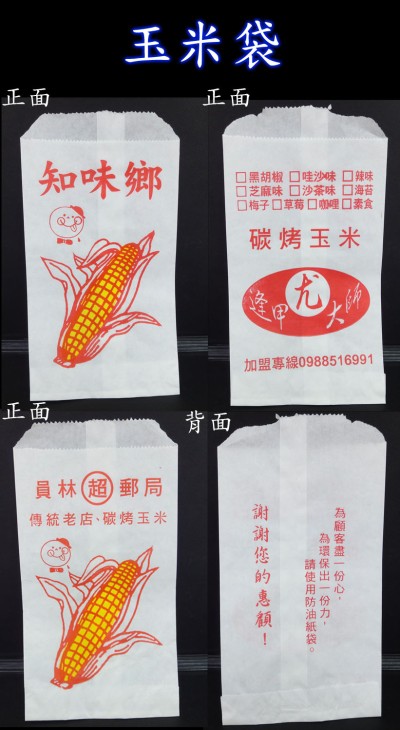 玉米袋
正面
知味鄉
正面
□黑胡椒 □哇沙味 □辣味
□芝麻味 □沙茶味 □海苔
□梅子 □草莓 □咖哩 □素食
碳烤玉米
逢甲 尤 大師
加盟專線0988516991
正面
員林 超 郵局
傳統老店、碳烤玉米
背面
為顧客盡一份心，
為環保出一份力，
請使用防油紙袋。
謝謝您的惠顧！